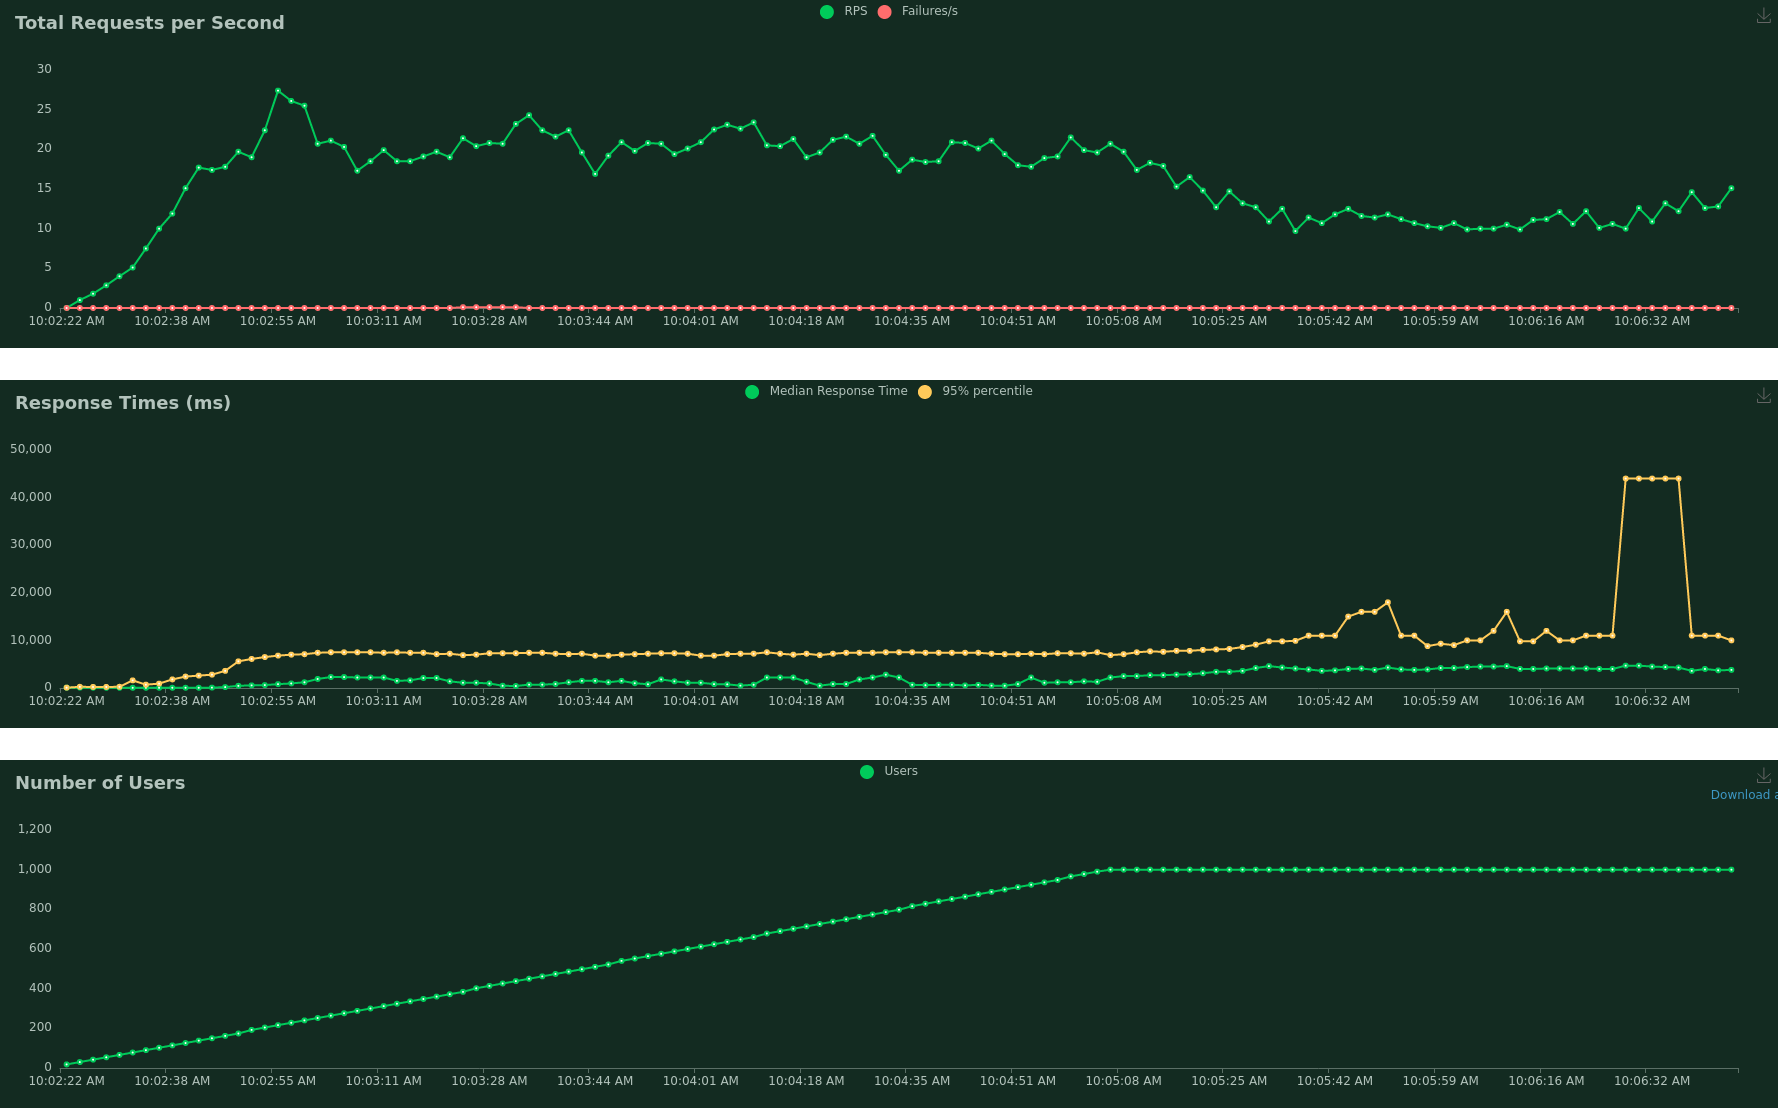 Total Requests per Second
RPS Failures/s
30
25
20
15
10
5
0
10:02:22 AM 10:02:38 AM 10:02:55 AM 10:03:11 AM 10:03:28 AM 10:03:44 AM 10:04:01 AM 10:04:18 AM 10:04:35 AM 10:04:51 AM 10:05:08 AM 10:05:25 AM 10:05:42 AM 10:05:59 AM 10:06:16 AM 10:06:32 AM
Response Times (ms)
Median Response Time 95% percentile
50,000
40,000
30,000
20,000
10,000
0
10:02:22 AM 10:02:38 AM 10:02:55 AM 10:03:11 AM 10:03:28 AM 10:03:44 AM 10:04:01 AM 10:04:18 AM 10:04:35 AM 10:04:51 AM 10:05:08 AM 10:05:25 AM 10:05:42 AM 10:05:59 AM 10:06:16 AM 10:06:32 AM
Number of Users
Users
Download a
1,200
1,000
800
600
400
200
0
10:02:22 AM 10:02:38 AM 10:02:55 AM 10:03:11 AM 10:03:28 AM 10:03:44 AM 10:04:01 AM 10:04:18 AM 10:04:35 AM 10:04:51 AM 10:05:08 AM 10:05:25 AM 10:05:42 AM 10:05:59 AM 10:06:16 AM 10:06:32 AM